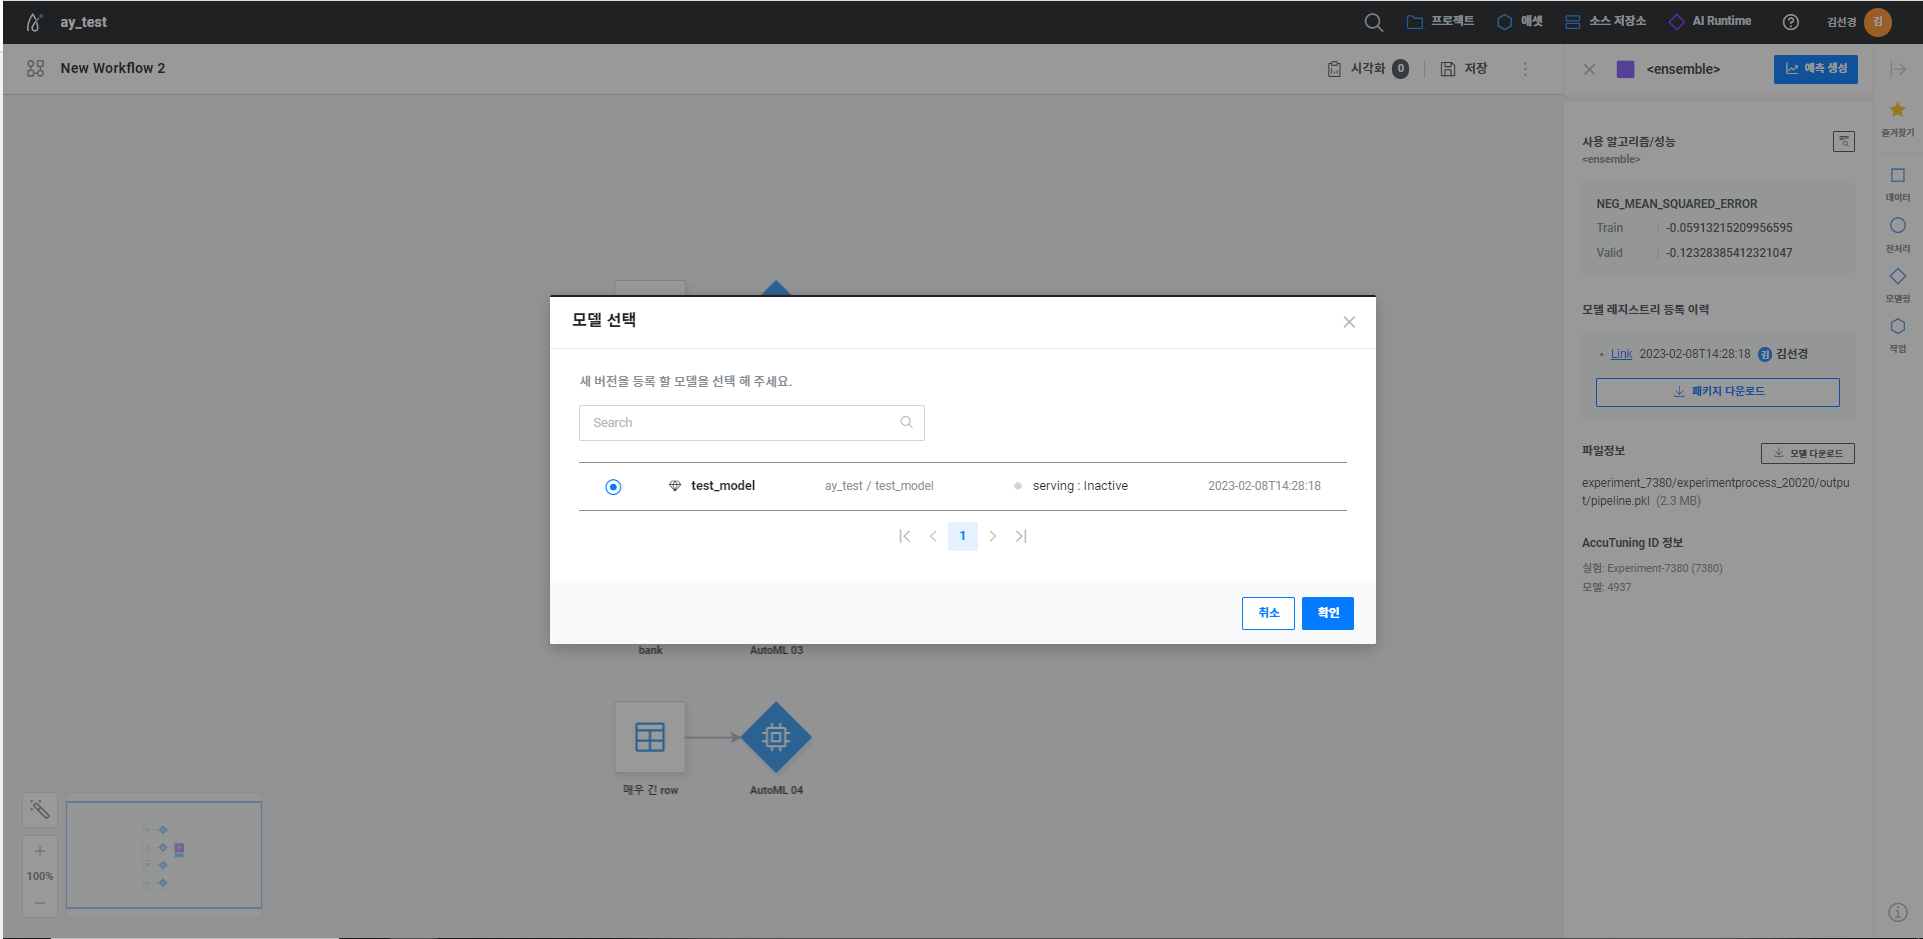 ay_test
프로젝트
에셋
소스 저장소
AI Runtime
김선경
김
New Workflow 2
시각화 0
저장
<ensemble>
예측 생성
즐겨찾기
데이터
전처리
모델링
작업
사용 알고리즘/성능
<ensemble>
NEG_MEAN_SQUARED_ERROR
Train -0.05913215209956595
Valid -0.12328385412321047
모델 레지스트리 등록 이력
• Link 2023-02-08T14:28:18 김 김선경
패키지 다운로드
파일정보
모델 다운로드
experiment_7380/experimentprocess_20020/outpu
t/pipeline.pkl (2.3 MB)
AccuTuning ID 정보
실험: Experiment-7380 (7380)
모델: 4937
모델 선택
새 버전을 등록 할 모델을 선택 해 주세요.
Search
test_model ay_test / test_model serving : Inactive 2023-02-08T14:28:18
1
취소
확인
bank
AutoML 03
매우 긴 row
AutoML 04
100%